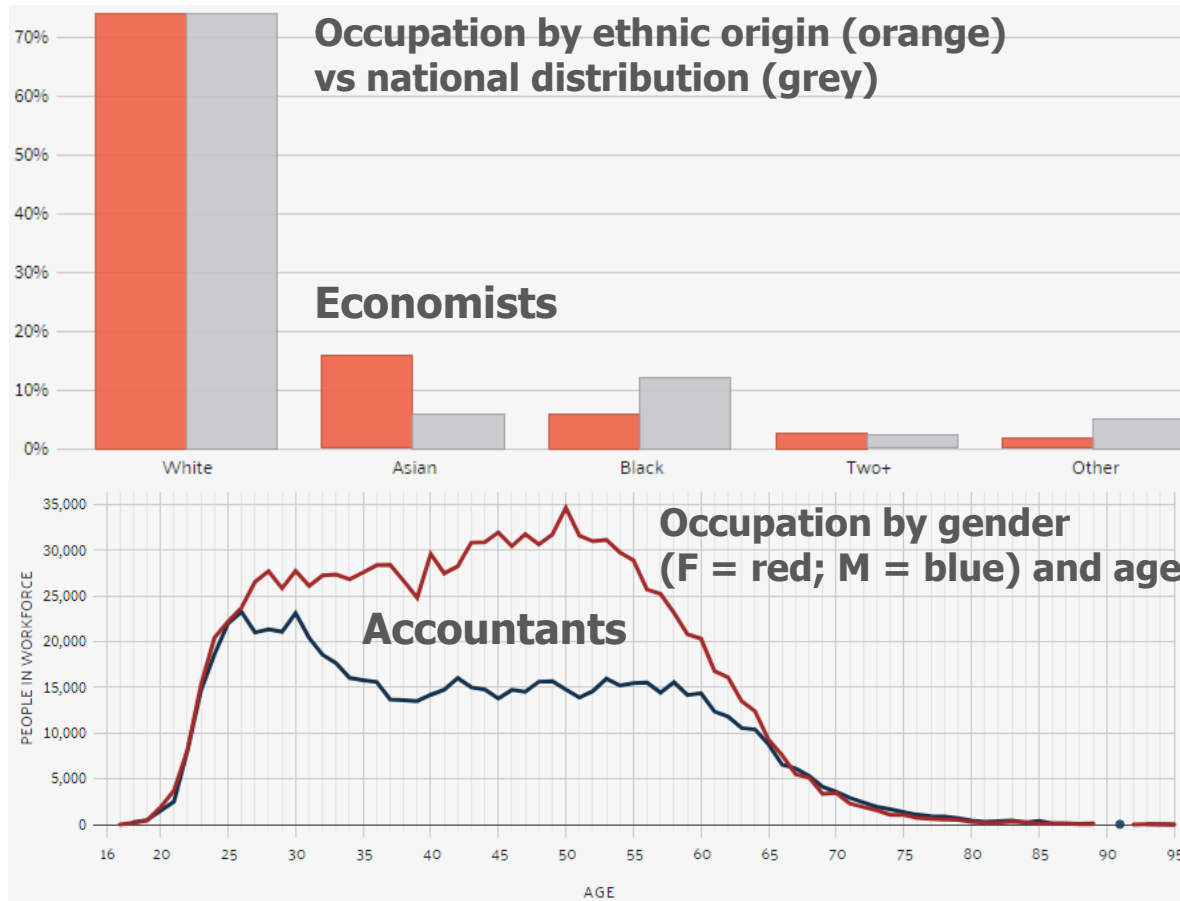 Occupation by ethnic origin (orange)
vs national distribution (grey)
70%
60%
50%
40%
30%
20%
10%
0%
Economists
White Asian Black Two+ Other
Occupation by gender
(F = red; M = blue) and age
Accountants
PEOPLE IN WORKFORCE
35,000
30,000
25,000
20,000
15,000
10,000
5,000
0
16 20 25 30 35 40 45 50 55 60 65 70 75 80 85 90 95
AGE